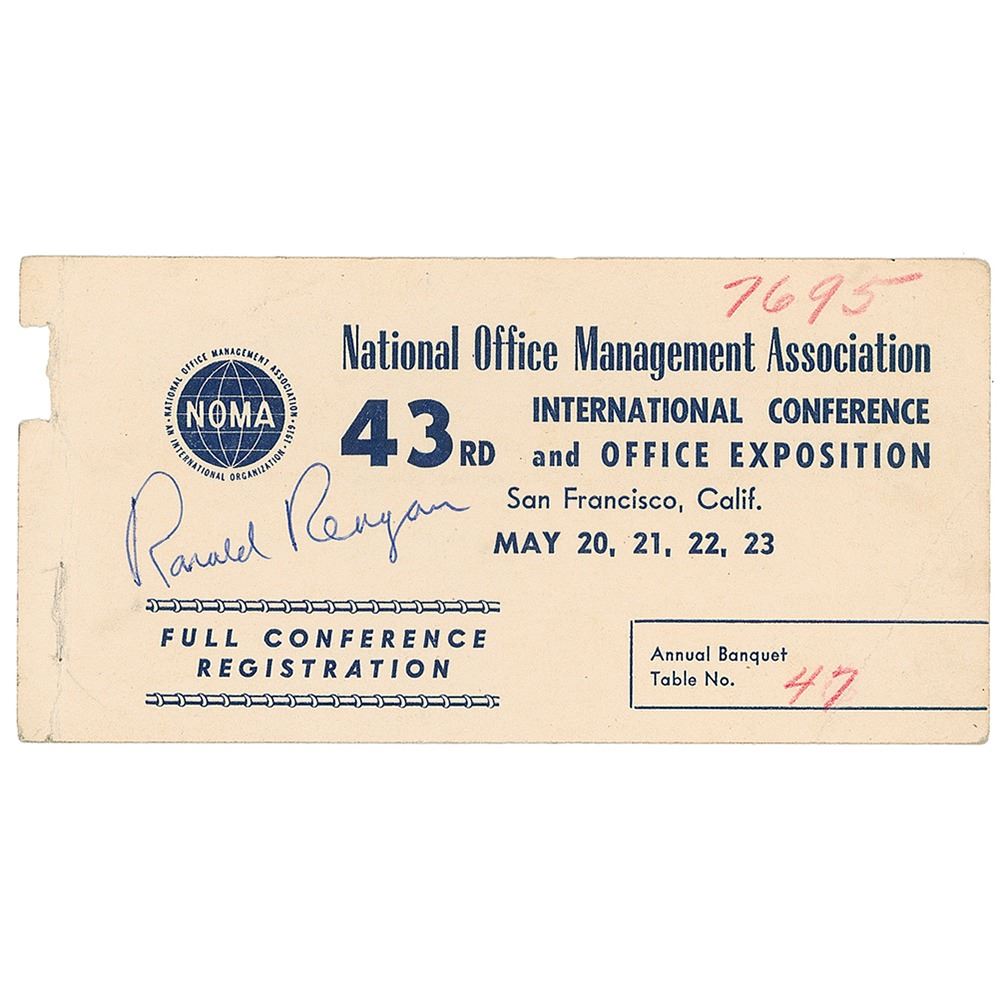 7695
National Office Management Association
NATIONAL OFFICE MANAGEMENT ASSOCIATION · 1919 · AN INTERNATIONAL ORGANIZATION ·
NOMA
43RD
INTERNATIONAL CONFERENCE
and OFFICE EXPOSITION
San Francisco, Calif.
MAY 20, 21, 22, 23
Ronald Reagan
FULL CONFERENCE
REGISTRATION
Annual Banquet
Table No. 47